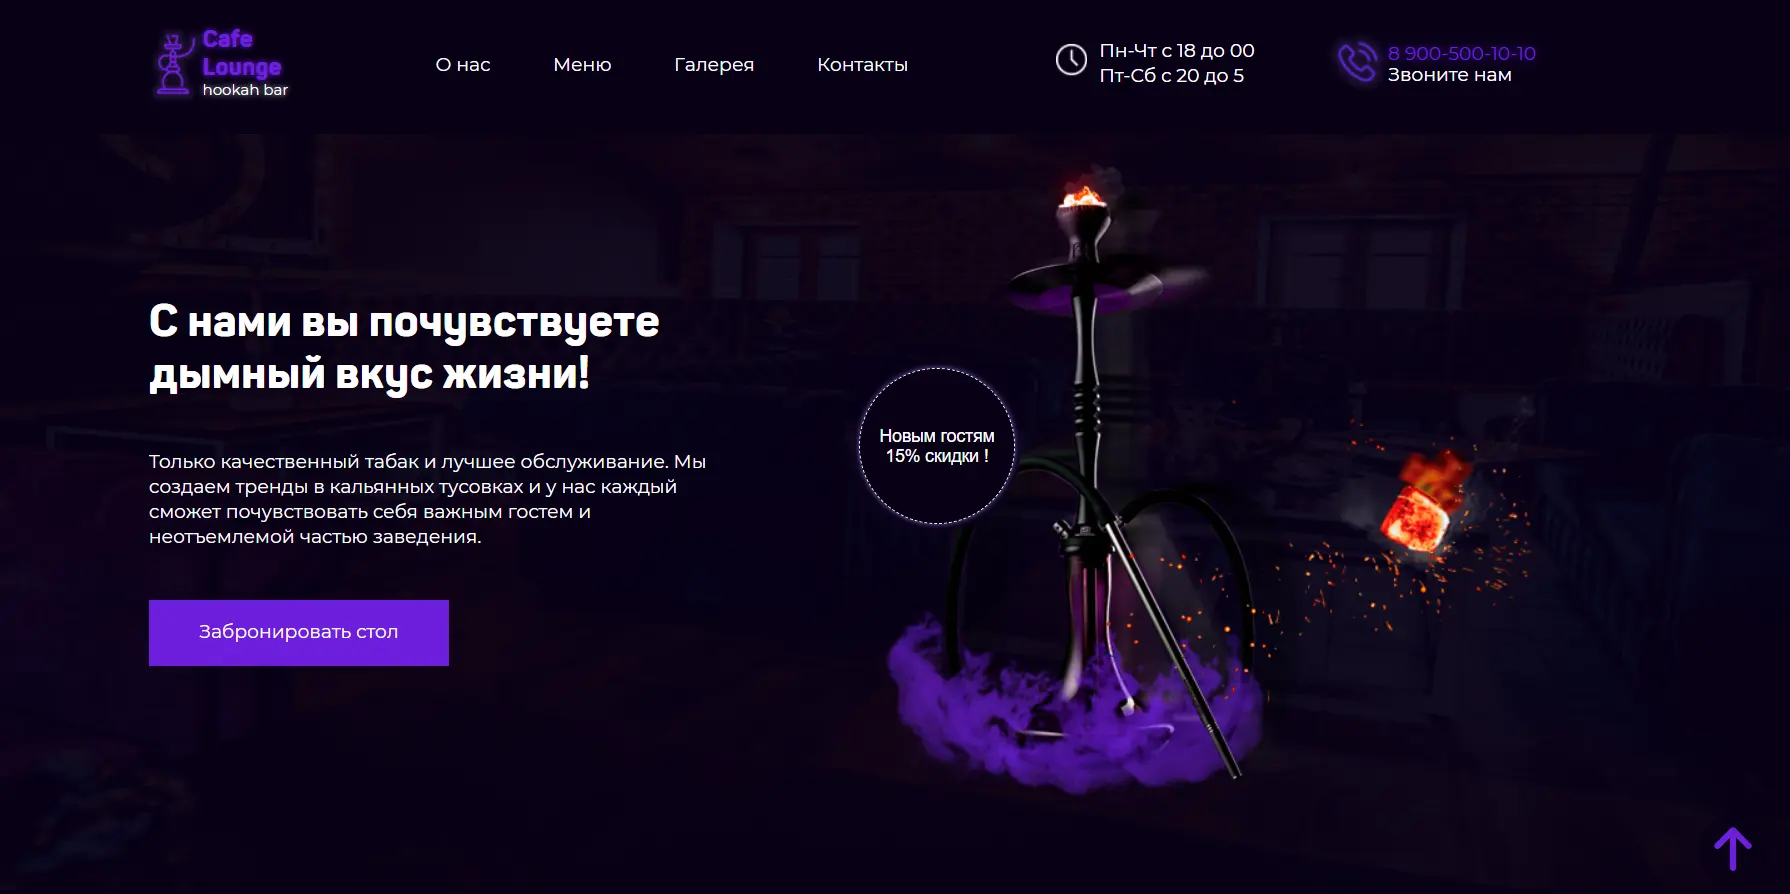 Cafe
Lounge
hookah bar
О нас
Меню
Галерея
Контакты
Пн-Чт с 18 до 00
Пт-Сб с 20 до 5
8 900-500-10-10
Звоните нам
С нами вы почувствуете
дымный вкус жизни!
Только качественный табак и лучшее обслуживание. Мы
создаем тренды в кальянных тусовках и у нас каждый
сможет почувствовать себя важным гостем и
неотъемлемой частью заведения.
Забронировать стол
Новым гостям
15% скидки !